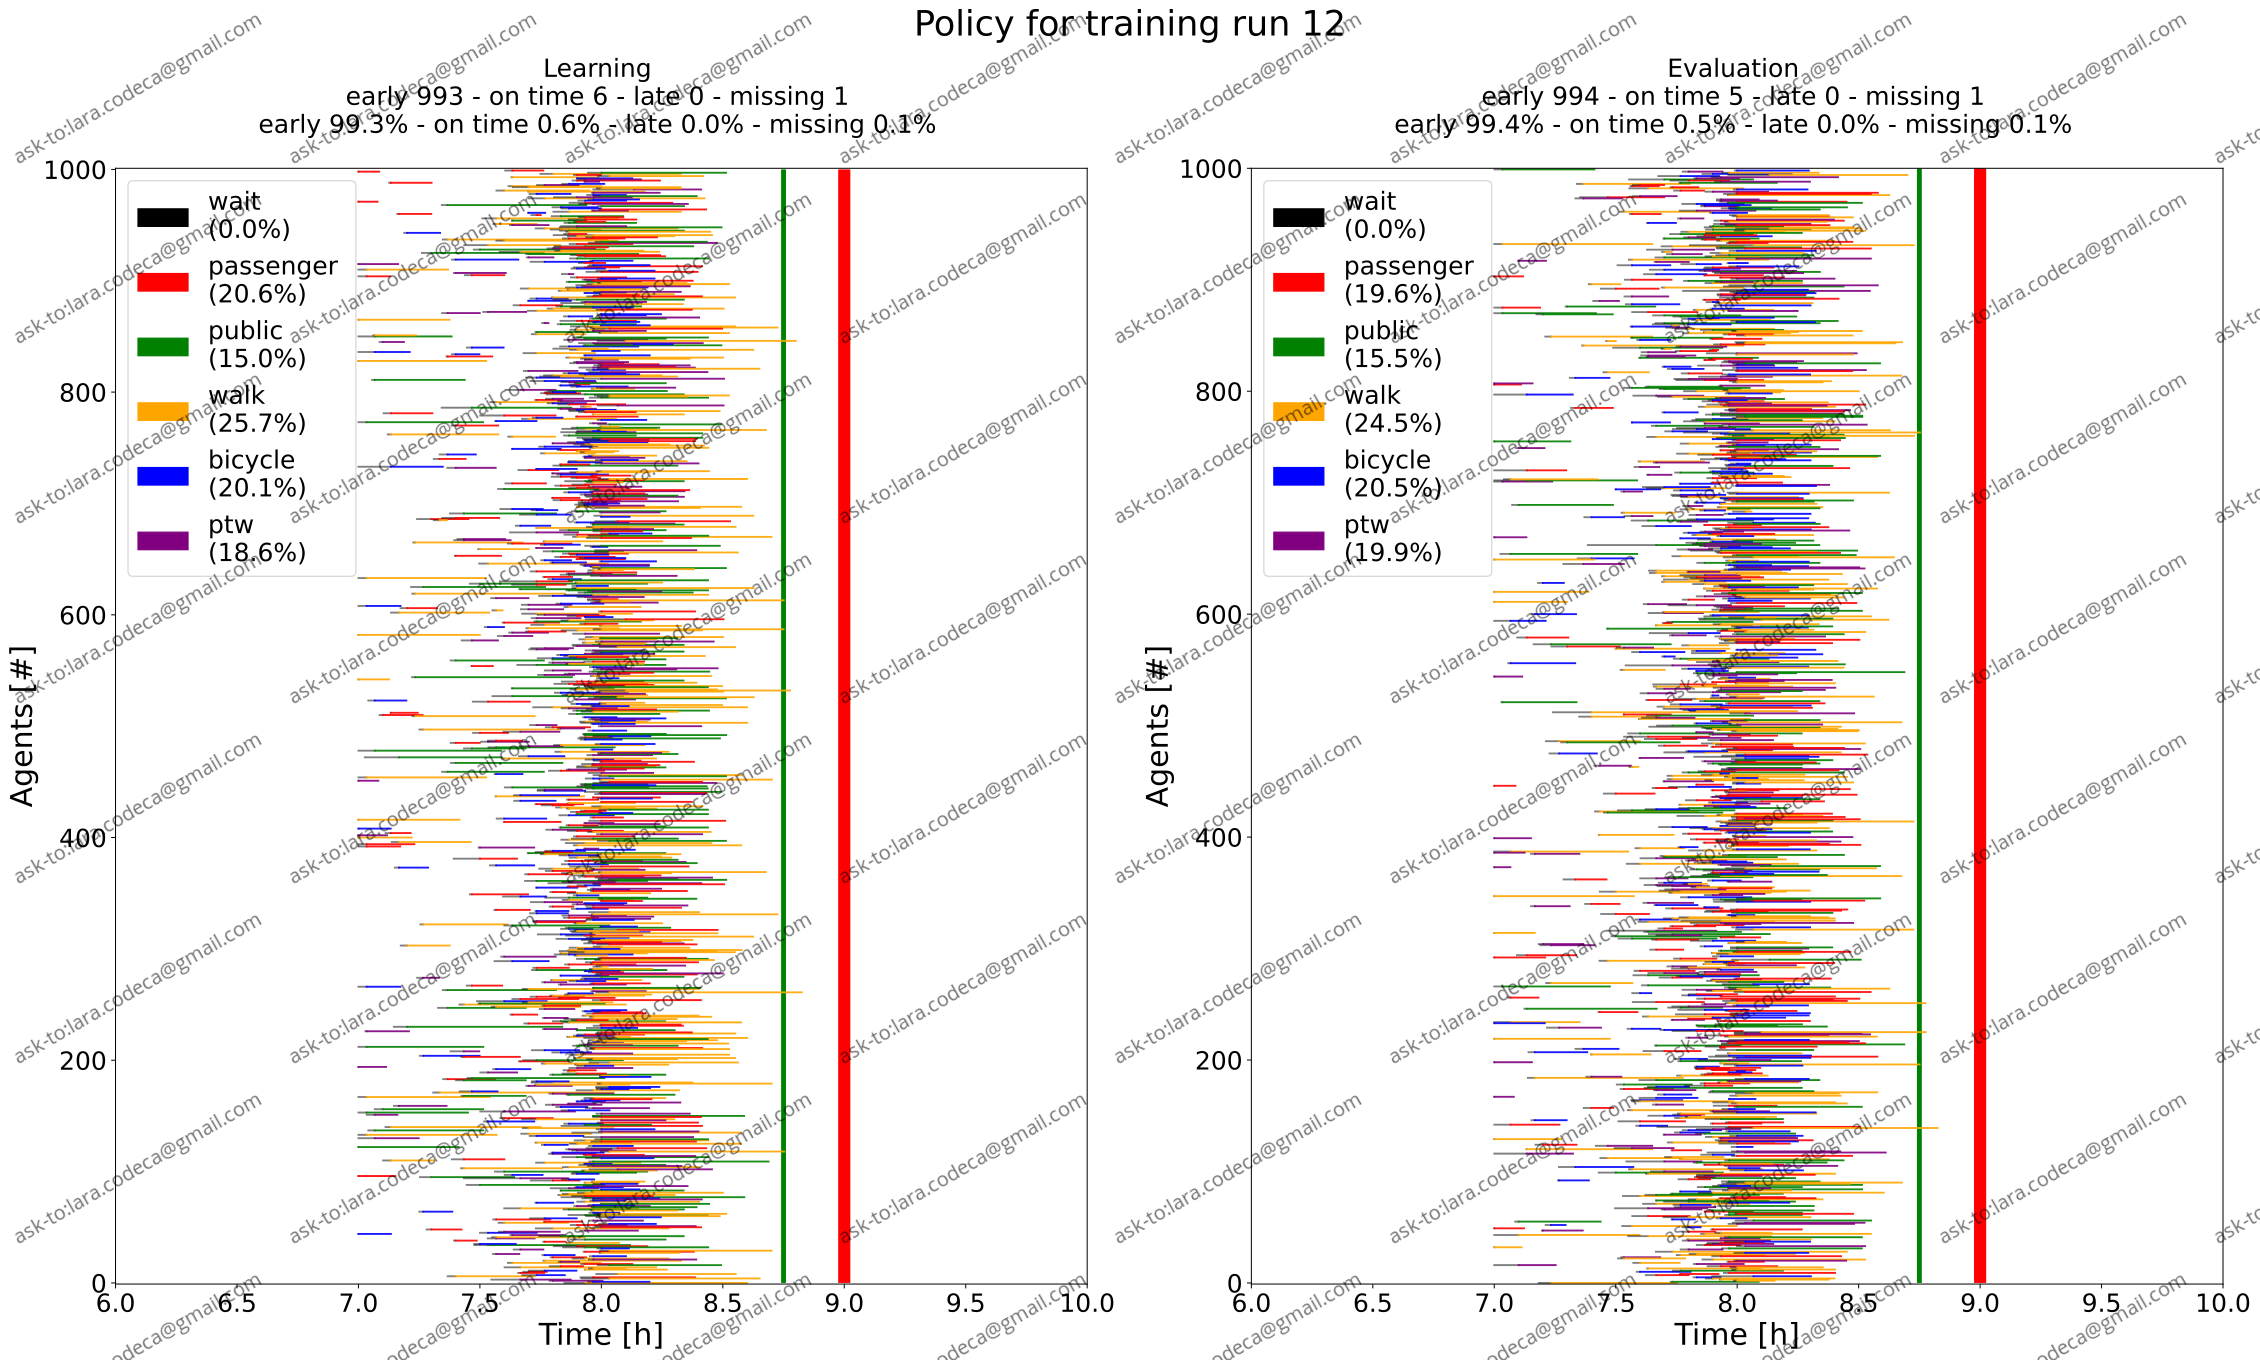 Policy for training run 12
Learning
early 993 - on time 6 - late 0 - missing 1
early 99.3% - on time 0.6% - late 0.0% - missing 0.1%
1000
800
600
400
200
0
Agents [#]
wait
(0.0%)
passenger
(20.6%)
public
(15.0%)
walk
(25.7%)
bicycle
(20.1%)
ptw
(18.6%)
6.0 6.5 7.0 7.5 8.0 8.5 9.0 9.5 10.0
Time [h]
Evaluation
early 994 - on time 5 - late 0 - missing 1
early 99.4% - on time 0.5% - late 0.0% - missing 0.1%
1000
800
600
400
200
0
Agents [#]
wait
(0.0%)
passenger
(19.6%)
public
(15.5%)
walk
(24.5%)
bicycle
(20.5%)
ptw
(19.9%)
6.0 6.5 7.0 7.5 8.0 8.5 9.0 9.5 10.0
Time [h]
ask-to:lara.codeca@gmail.com